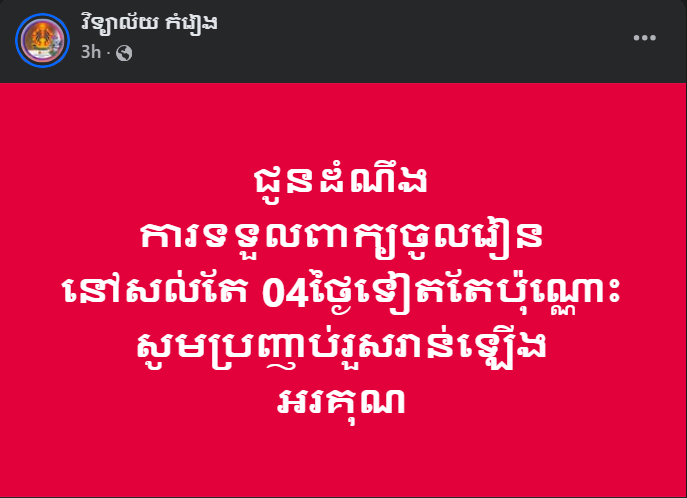 វិទ្យាល័យ កំរៀង
3h ·
ជូនដំណឹង
ការទទួលពាក្យចូលរៀន
នៅសល់តែ 04ថ្ងៃទៀតតែប៉ុណ្ណោះ
សូមប្រញាប់រួសរាន់ឡើង
អរគុណ